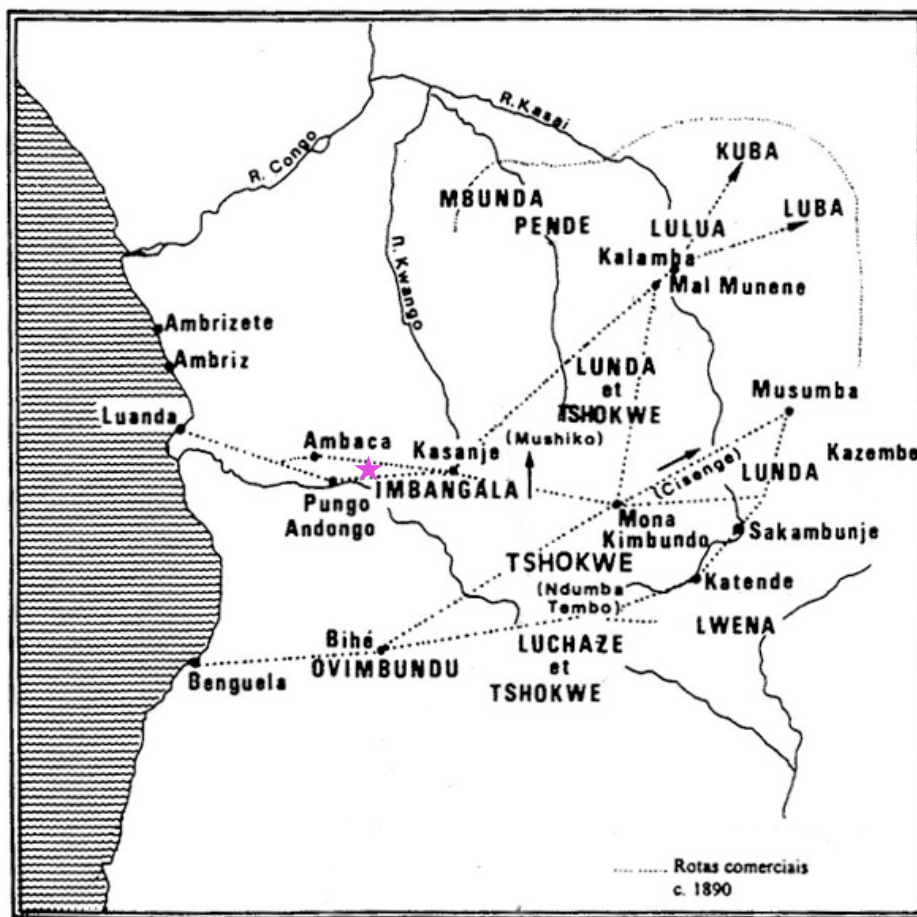 R. Kasai
KUBA
R. Congo
MBUNDA
LUBA
PENDE
LULUA
Kalamba
Mai Munene
R. Kwango
Ambrizete
Ambriz
LUNDA
et
TSHOKWE
Musumba
Luanda
Ambaca
Kasanje
(Mushiko)
Kazembe
(Cisenge)
LUNDA
IMBANGALA
Pungo
Andongo
Mona
Kimbundo
Sakambunje
TSHOKWE
(Ndumba
Tembo)
Katende
LWENA
Bihé
OVIMBUNDU
LUCHAZE
et
TSHOKWE
Benguela
Rotas comerciais
c. 1890